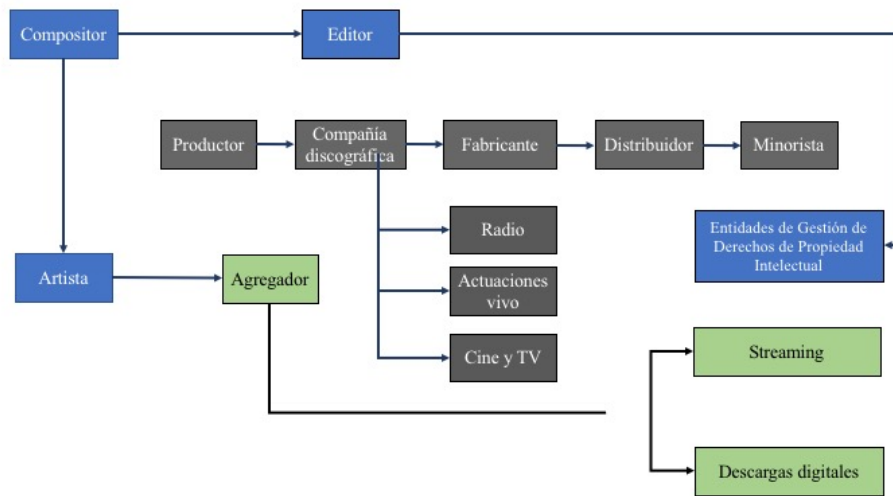 Compositor
Editor
Productor
Compañía
discográfica
Fabricante
Distribuidor
Minorista
Radio
Entidades de Gestión de
Derechos de Propiedad
Intelectual
Artista
Agregador
Actuaciones
vivo
Cine y TV
Streaming
Descargas digitales